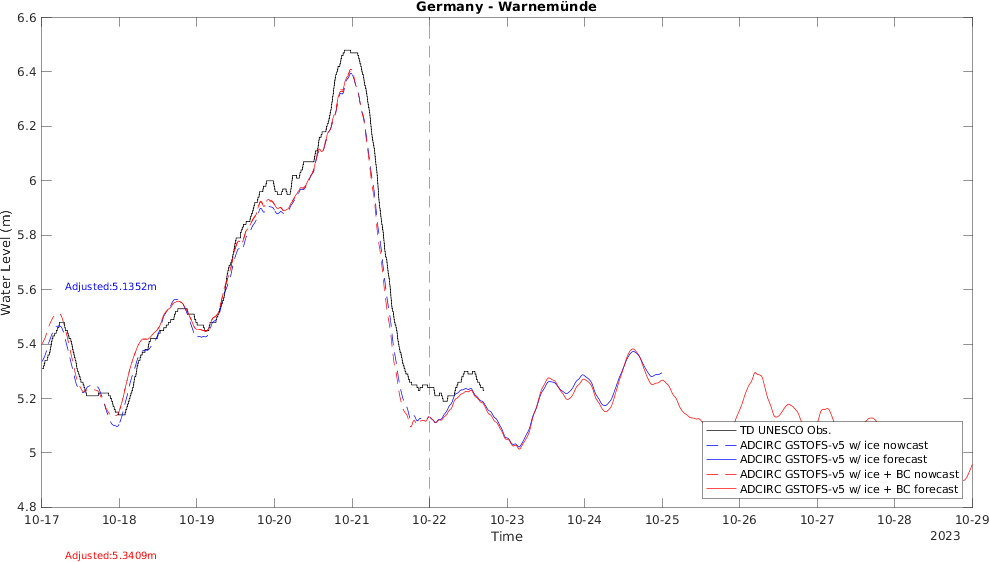 Germany - Warnemünde
6.6
6.4
6.2
6
5.8
5.6
5.4
5.2
5
4.8
Water Level (m)
Adjusted:5.1352m
TD UNESCO Obs.
ADCIRC GSTOFS-v5 w/ ice nowcast
ADCIRC GSTOFS-v5 w/ ice forecast
ADCIRC GSTOFS-v5 w/ ice + BC nowcast
ADCIRC GSTOFS-v5 w/ ice + BC forecast
10-17 10-18 10-19 10-20 10-21 10-22 10-23 10-24 10-25 10-26 10-27 10-28 10-29
Time
2023
Adjusted:5.3409m